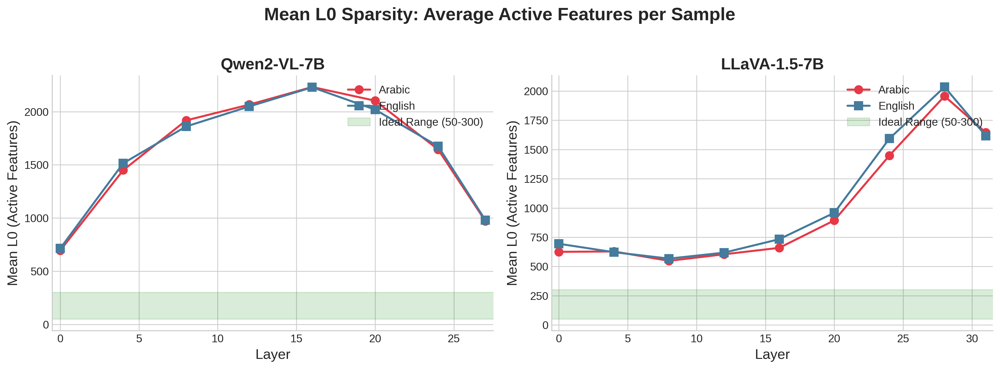 Mean L0 Sparsity: Average Active Features per Sample
Qwen2-VL-7B
Mean L0 (Active Features)
2000
1500
1000
500
0
0 5 10 15 20 25
Layer
Arabic
English
Ideal Range (50-300)
LLaVA-1.5-7B
Mean L0 (Active Features)
2000
1750
1500
1250
1000
750
500
250
0
0 5 10 15 20 25 30
Layer
Arabic
English
Ideal Range (50-300)